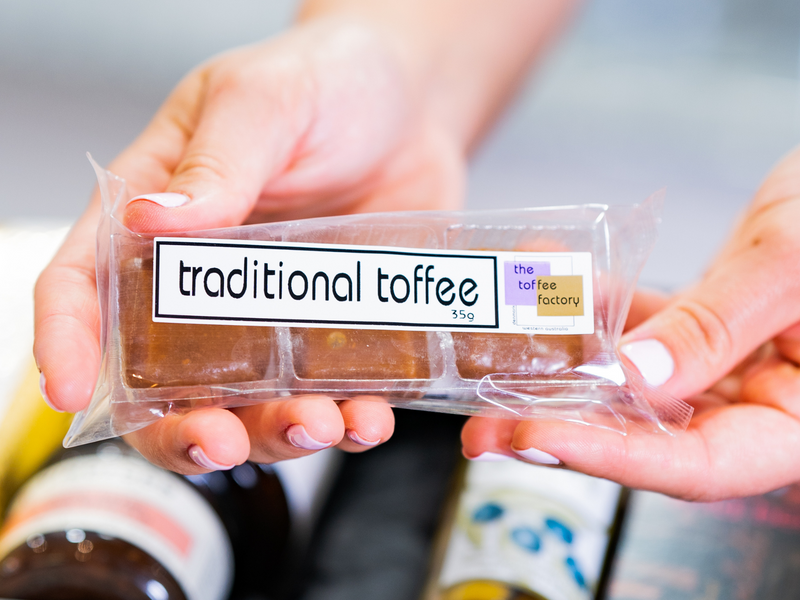 traditional toffee
35g
the
toffee
factory